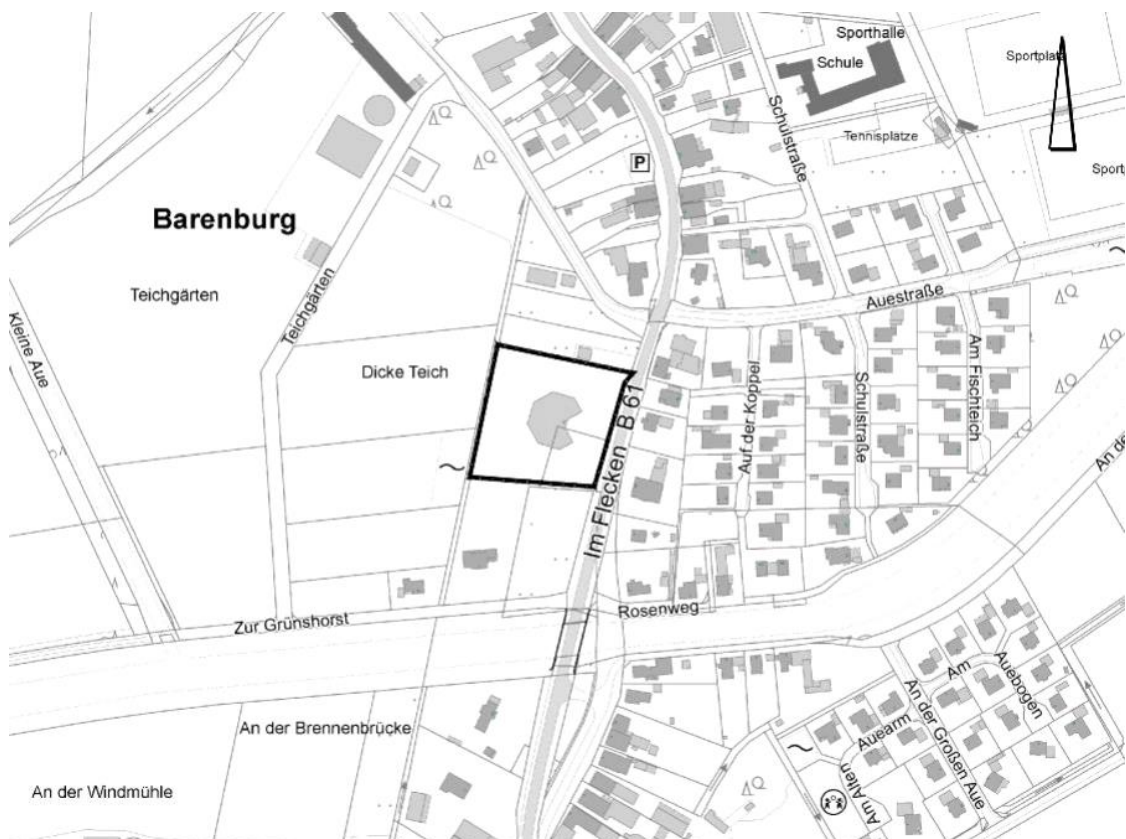 Sporthalle
Schule
Sportplatz
Schulstraße
Tennisplätze
P
Barenburg
Teichgärten
Teichgärten
Kleine Aue
Auestraße
Dicke Teich
Im Flecken B 61
Auf der Koppel
Schulstraße
Am Fischteich
Zur Grünshorst
Rosenweg
An der Brennenbrücke
An der Windmühle
An der Großen Aue
Am
Auebogen
Auearm
Am Alten